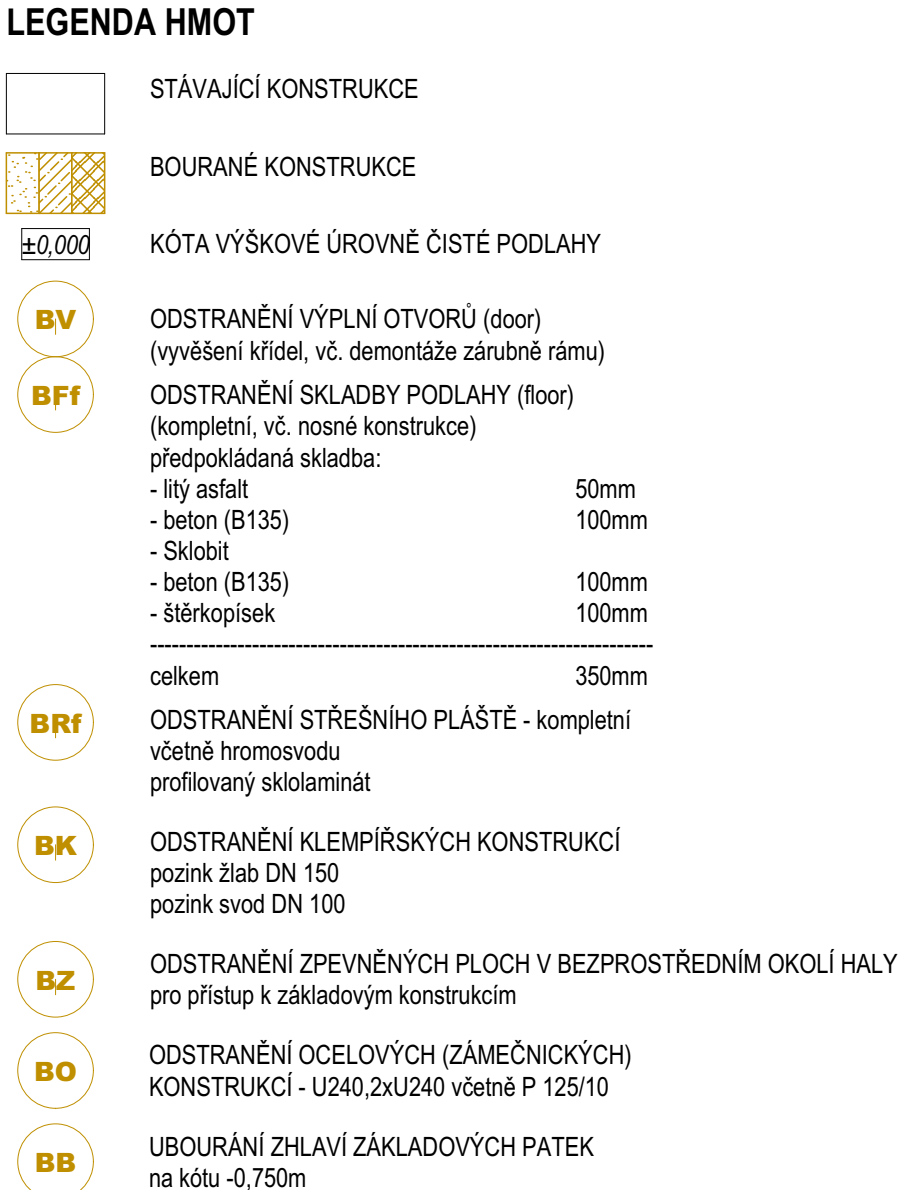 LEGENDA HMOT
STÁVAJÍCÍ KONSTRUKCE
BOURANÉ KONSTRUKCE
±0,000 KÓTA VÝŠKOVÉ ÚROVNĚ ČISTÉ PODLAHY
BV ODSTRANĚNÍ VÝPLNÍ OTVORŮ (door)
(vyvěšení křídel, vč. demontáže zárubně rámu)
BFf ODSTRANĚNÍ SKLADBY PODLAHY (floor)
(kompletní, vč. nosné konstrukce)
předpokládaná skladba:
- litý asfalt 50mm
- beton (B135) 100mm
- Sklobit
- beton (B135) 100mm
- štěrkopísek 100mm
----------------------------------------------------------------------
celkem 350mm
BRf ODSTRANĚNÍ STŘEŠNÍHO PLÁŠTĚ - kompletní
včetně hromosvodu
profilovaný sklolaminát
BK ODSTRANĚNÍ KLEMPÍŘSKÝCH KONSTRUKCÍ
pozink žlab DN 150
pozink svod DN 100
BZ ODSTRANĚNÍ ZPEVNĚNÝCH PLOCH V BEZPROSTŘEDNÍM OKOLÍ HALY
pro přístup k základovým konstrukcím
BO ODSTRANĚNÍ OCELOVÝCH (ZÁMEČNICKÝCH)
KONSTRUKCÍ - U240,2xU240 včetně P 125/10
BB UBOURÁNÍ ZHLAVÍ ZÁKLADOVÝCH PATEK
na kótu -0,750m